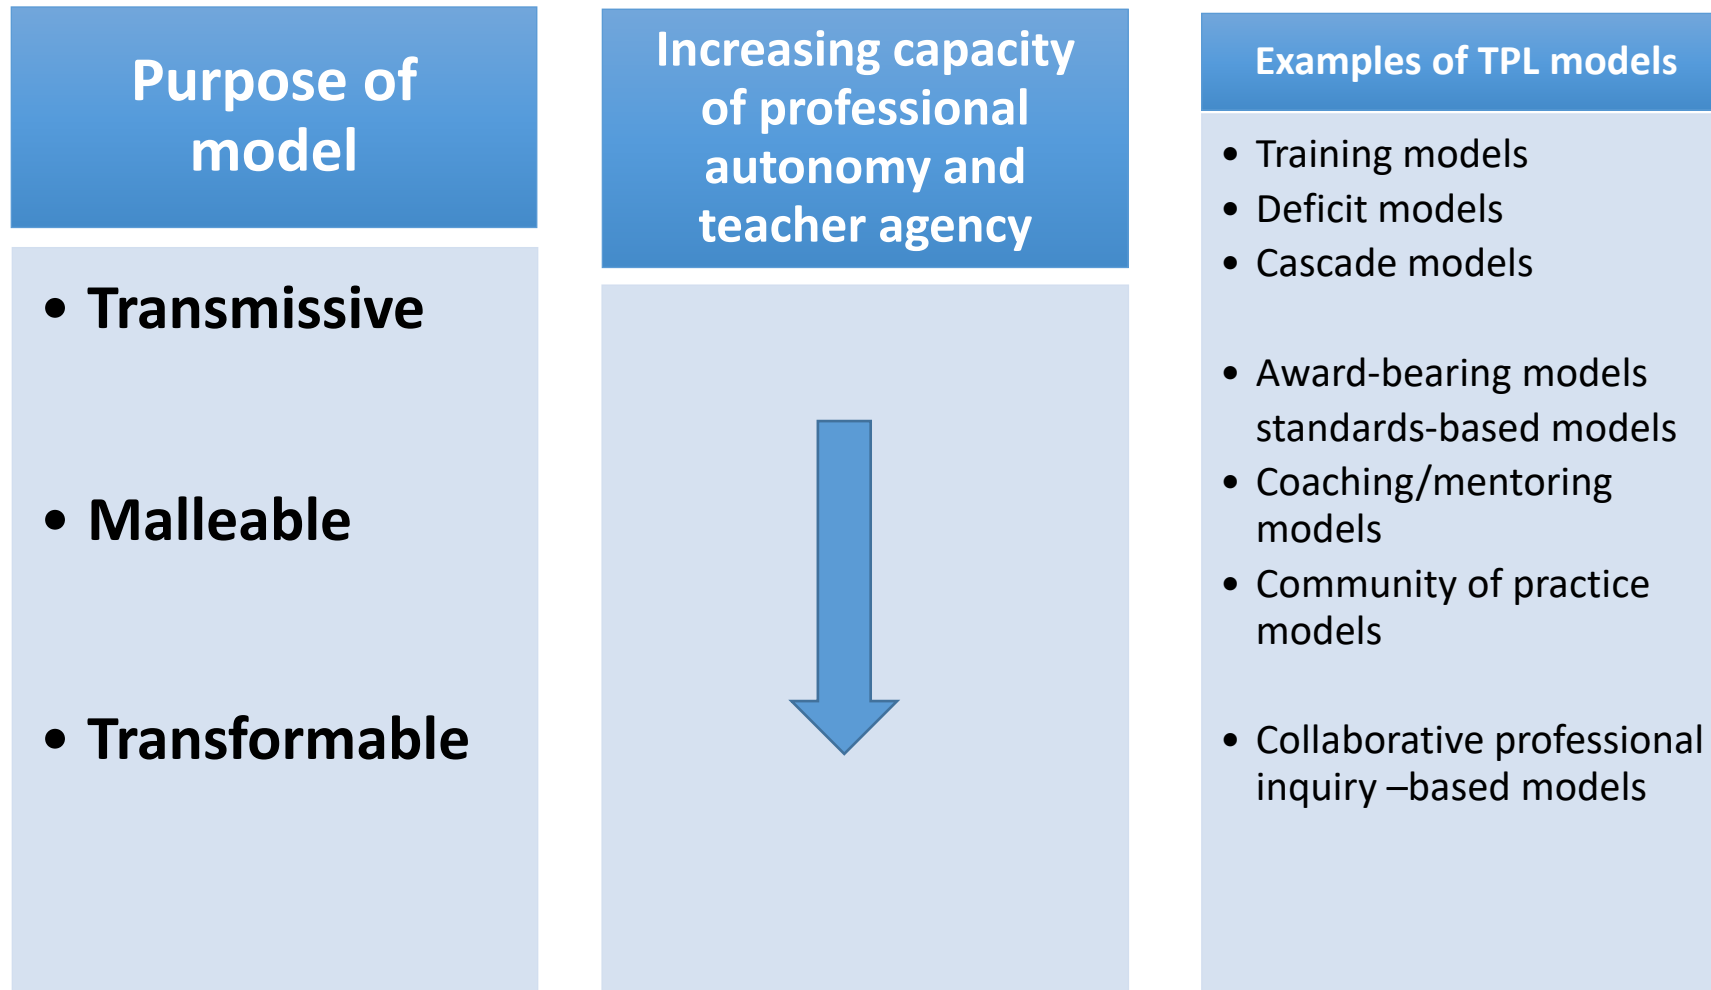 Purpose of
model
• Transmissive
• Malleable
• Transformable
Increasing capacity
of professional
autonomy and
teacher agency
Examples of TPL models
• Training models
• Deficit models
• Cascade models
• Award-bearing models
standards-based models
• Coaching/mentoring
models
• Community of practice
models
• Collaborative professional
inquiry –based models